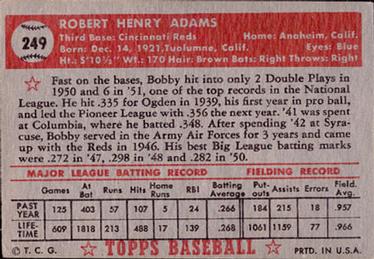 249
ROBERT HENRY ADAMS
Third Base: Cincinnati Reds Home: Anaheim, Calif.
Born: Dec. 14, 1921, Tuolumne, Calif. Eyes: Blue
Ht: 5'10½" Wt: 170 Hair: Brown Bats: Right Throws: Right
Fast on the bases, Bobby hit into only 2 Double Plays in
1950 and 6 in '51, one of the top records in the National
League. He hit .335 for Ogden in 1939, his first year in pro ball,
and led the Pioneer League with .356 the next year. '41 was spent
at Columbia, where he batted .348. After spending '42 at Syra-
cuse, Bobby served in the Army Air Forces for 3 years and came
up with the Reds in 1946. His best Big League batting marks
were .272 in '47, .298 in '48 and .282 in '50.
MAJOR LEAGUE BATTING RECORD FIELDING RECORD
Games At Bat Runs Hits Home Runs RBI Batting Average Put-outs Assists Errors Field. Avg.
PAST YEAR 125 403 57 107 5 24 .266 184 215 18 .957
LIFE-TIME 609 1818 213 488 17 139 .268 1061 1159 77 .966
© T. C. G. TOPPS BASEBALL PRTD. IN U.S.A.